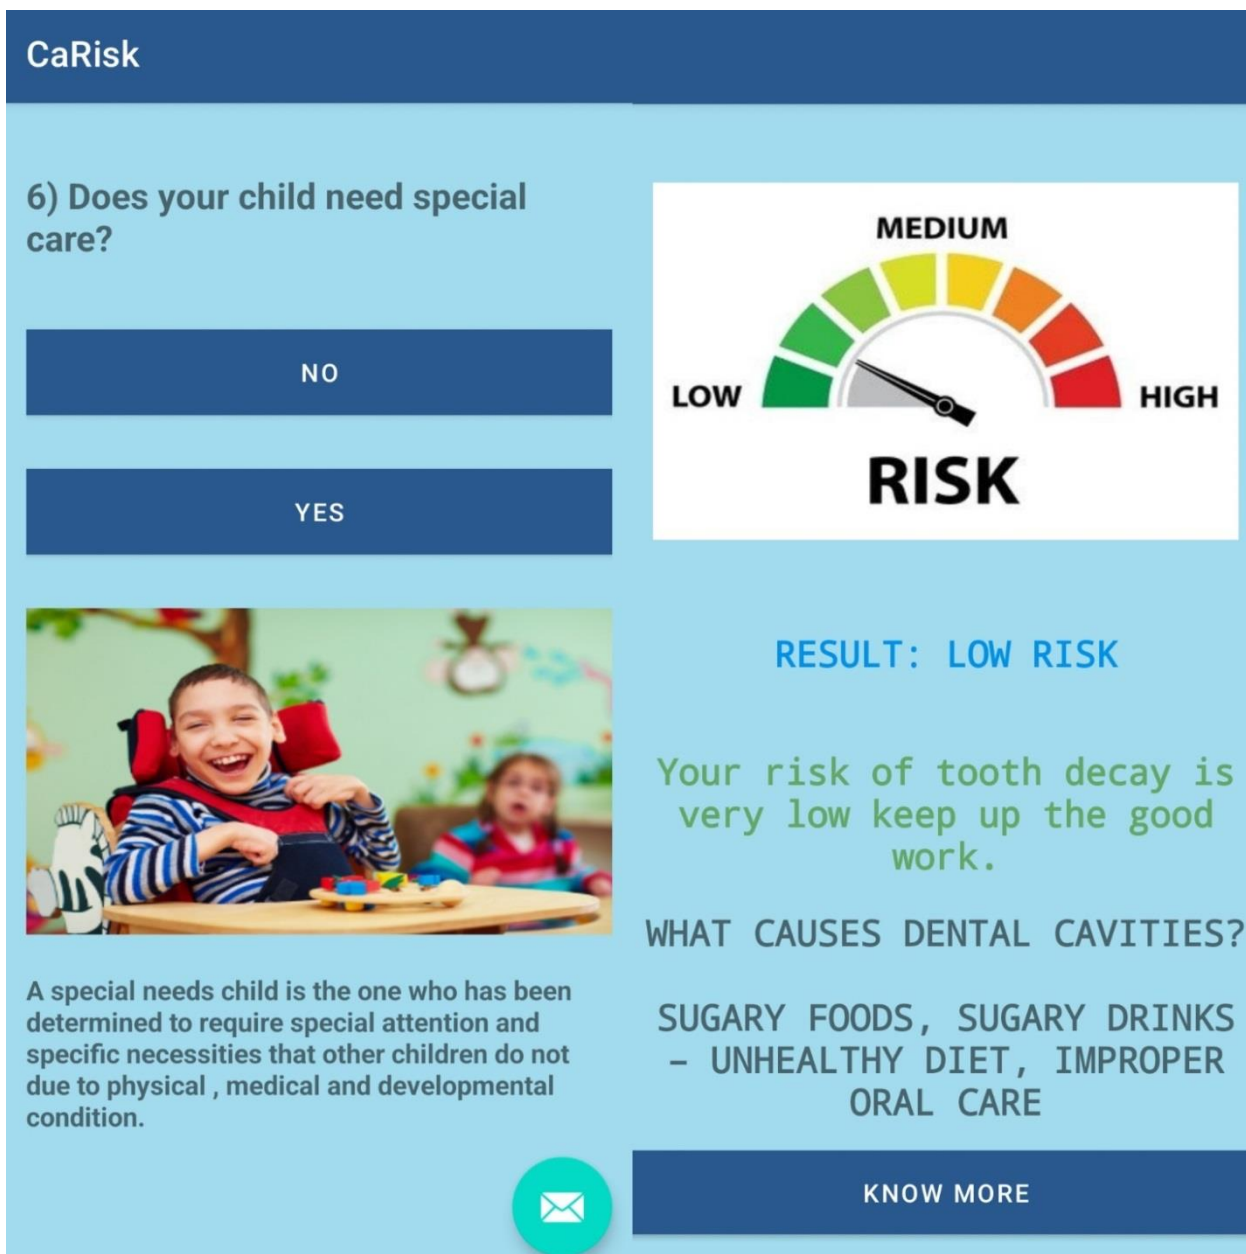 CaRisk
6) Does your child need special
care?
NO
YES
A special needs child is the one who has been
determined to require special attention and
specific necessities that other children do not
due to physical , medical and developmental
condition.
MEDIUM
LOW
HIGH
RISK
RESULT: LOW RISK
Your risk of tooth decay is
very low keep up the good
work.
WHAT CAUSES DENTAL CAVITIES?
SUGARY FOODS, SUGARY DRINKS
– UNHEALTHY DIET, IMPROPER
ORAL CARE
KNOW MORE